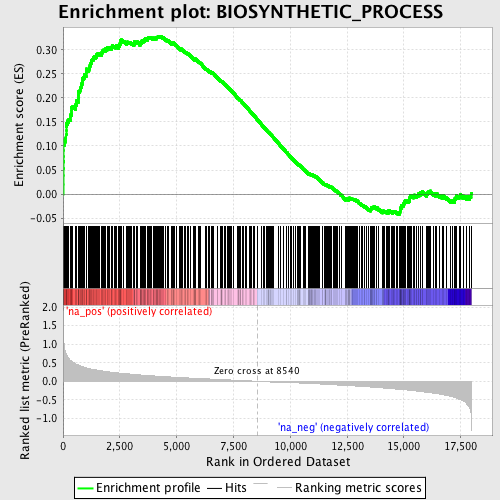 Enrichment plot: BIOSYNTHETIC_PROCESS
Enrichment score (ES)
0.30
0.25
0.20
0.15
0.10
0.05
0.00
-0.05
Ranked list metric (PreRanked)
2.0
1.5
1.0
0.5
0.0
-0.5
-1.0
'na_pos' (positively correlated)
Zero cross at 8540
'na_neg' (negatively correlated)
0 2,500 5,000 7,500 10,000 12,500 15,000 17,500
Rank in Ordered Dataset
Enrichment profile Hits Ranking metric scores